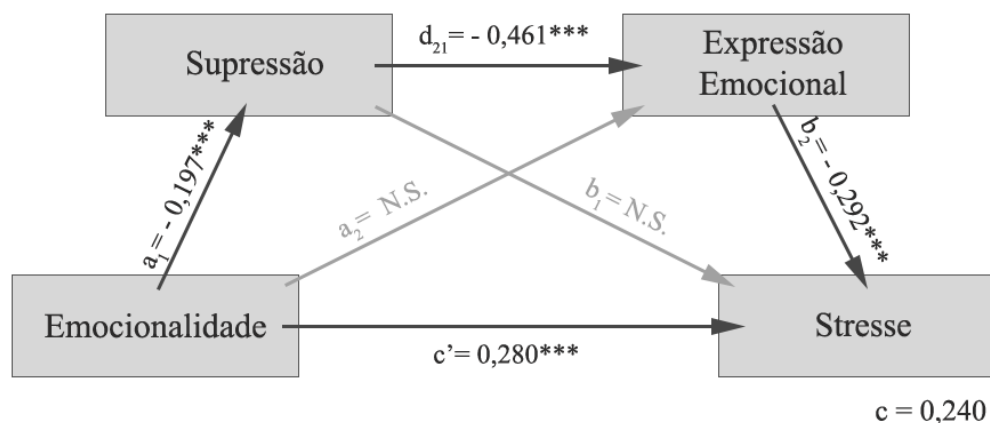 d21= - 0,461***
Supressão
Expressão
Emocional
a1= - 0,197***
a2= N.S.
b1= N.S.
b2= - 0,292***
Emocionalidade
Stresse
c’= 0,280***
c = 0,240